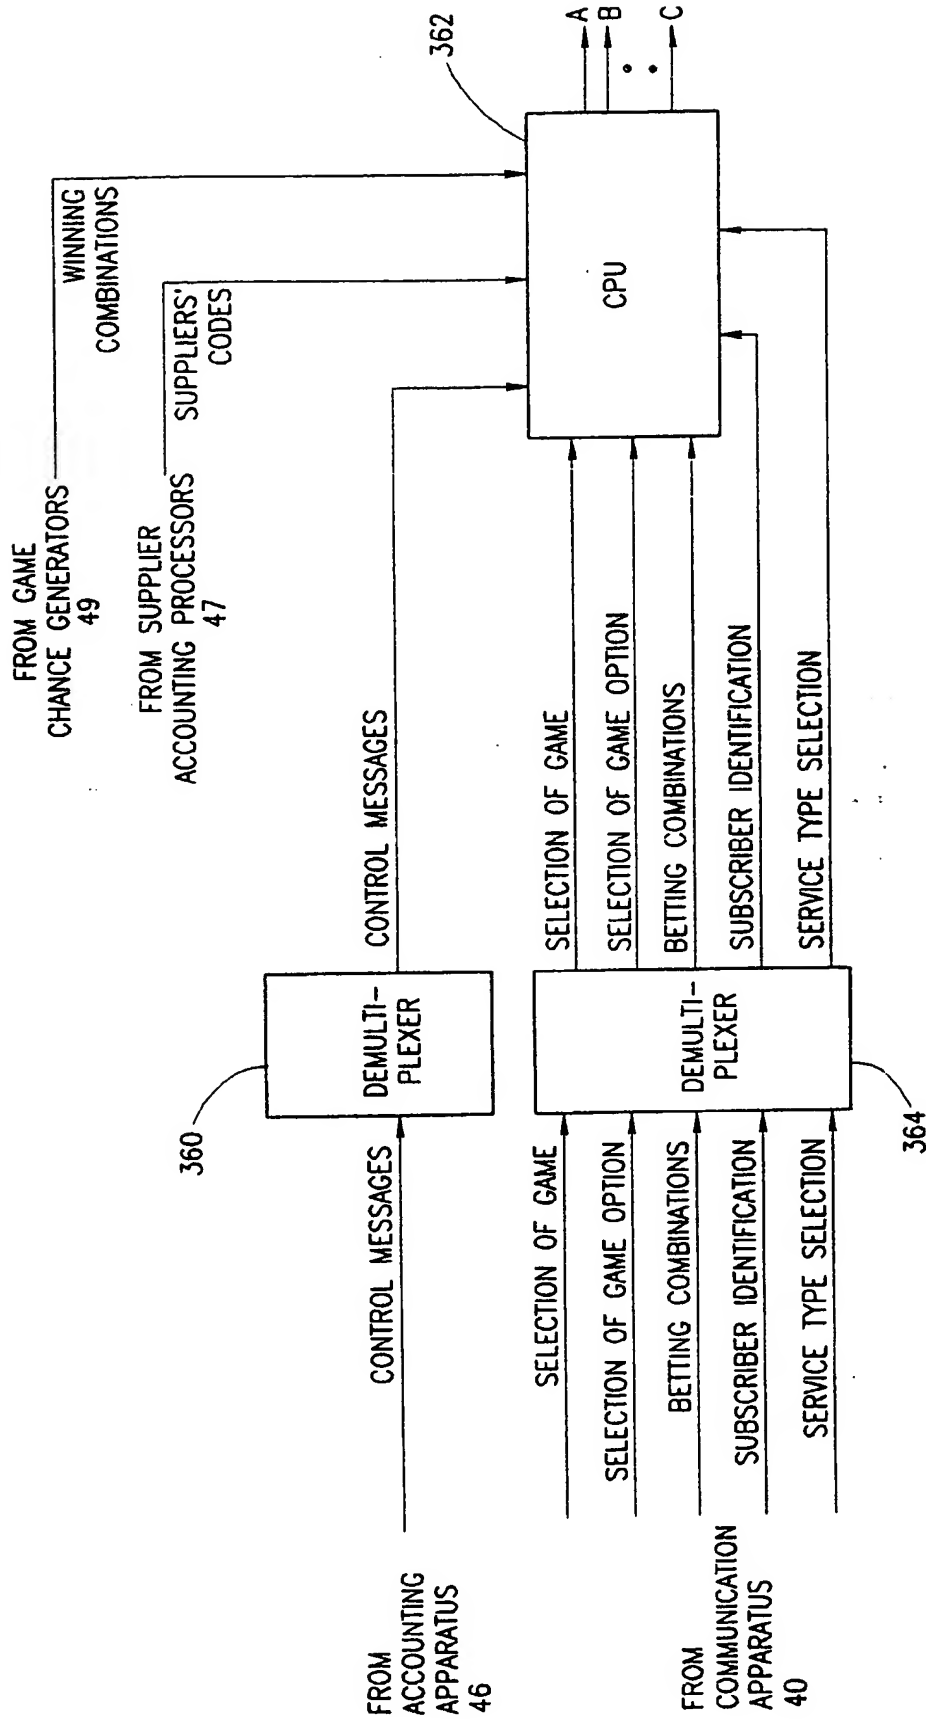 FROM GAME
CHANCE GENERATORS
49
WINNING
COMBINATIONS
FROM SUPPLIER
ACCOUNTING PROCESSORS
47
SUPPLIERS'
CODES
362
A
B
C
CPU
360
DEMULTI-
PLEXER
CONTROL MESSAGES
CONTROL MESSAGES
FROM
ACCOUNTING
APPARATUS
46
SELECTION OF GAME
SELECTION OF GAME OPTION
BETTING COMBINATIONS
SUBSCRIBER IDENTIFICATION
SERVICE TYPE SELECTION
DEMULTI-
PLEXER
364
SELECTION OF GAME
SELECTION OF GAME OPTION
BETTING COMBINATIONS
SUBSCRIBER IDENTIFICATION
SERVICE TYPE SELECTION
FROM
COMMUNICATION
APPARATUS
40